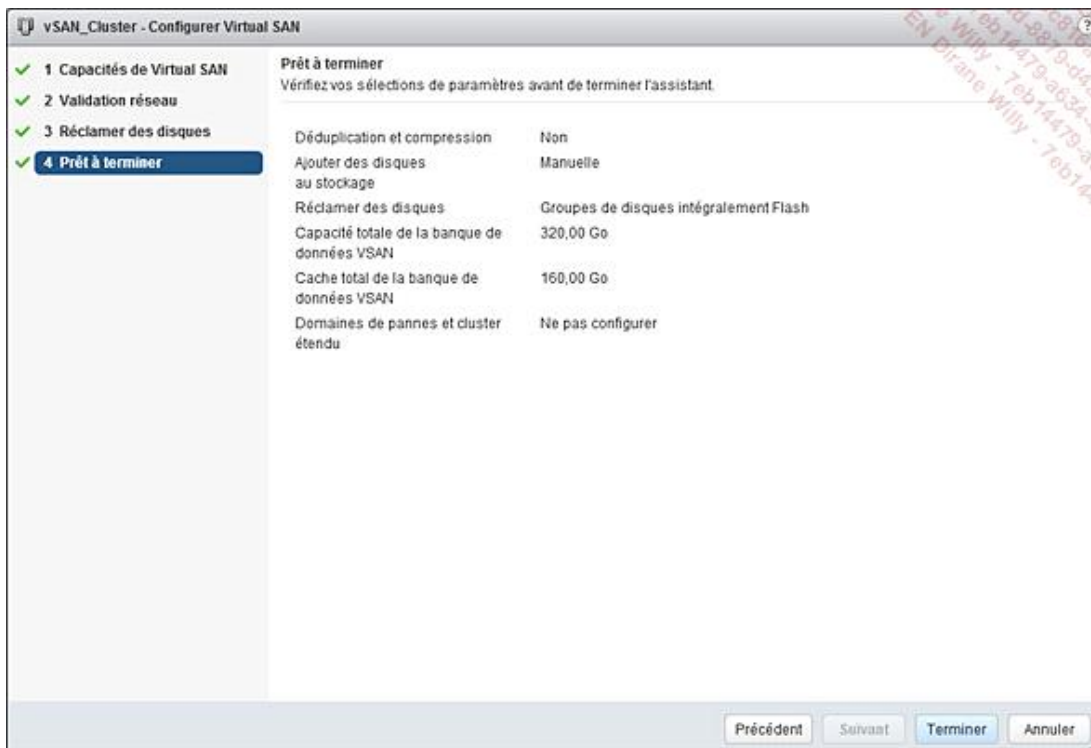 vSAN_Cluster - Configurer Virtual SAN
?
1 Capacités de Virtual SAN
2 Validation réseau
3 Réclamer des disques
4 Prêt à terminer
Prêt à terminer
Vérifiez vos sélections de paramètres avant de terminer l'assistant.
Déduplication et compression Non
Ajouter des disques Manuelle
au stockage
Réclamer des disques Groupes de disques intégralement Flash
Capacité totale de la banque de 320,00 Go
données VSAN
Cache total de la banque de 160,00 Go
données VSAN
Domaines de pannes et cluster Ne pas configurer
étendu
Précédent Suivant Terminer Annuler